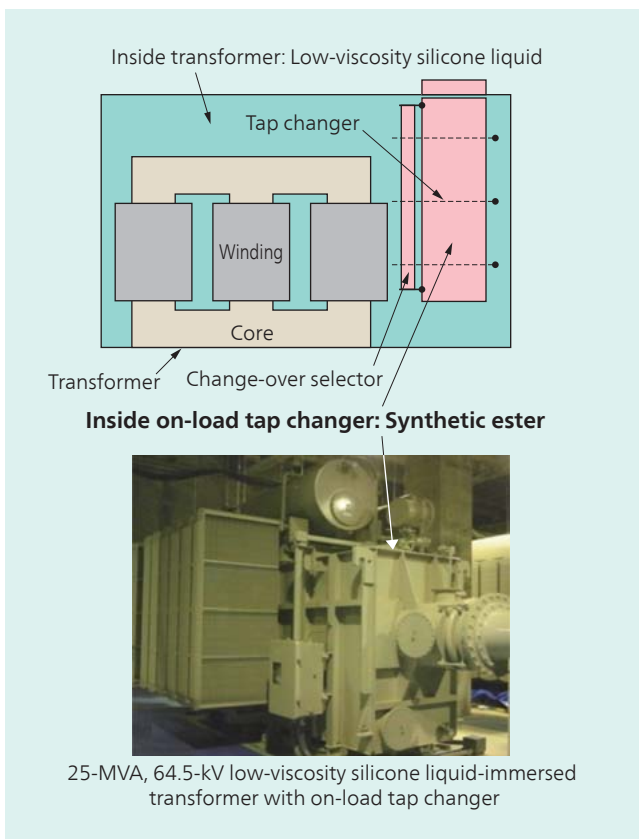 Inside transformer: Low-viscosity silicone liquid
Tap changer
Winding
Core
Transformer
Change-over selector
Inside on-load tap changer: Synthetic ester
25-MVA, 64.5-kV low-viscosity silicone liquid-immersed
transformer with on-load tap changer